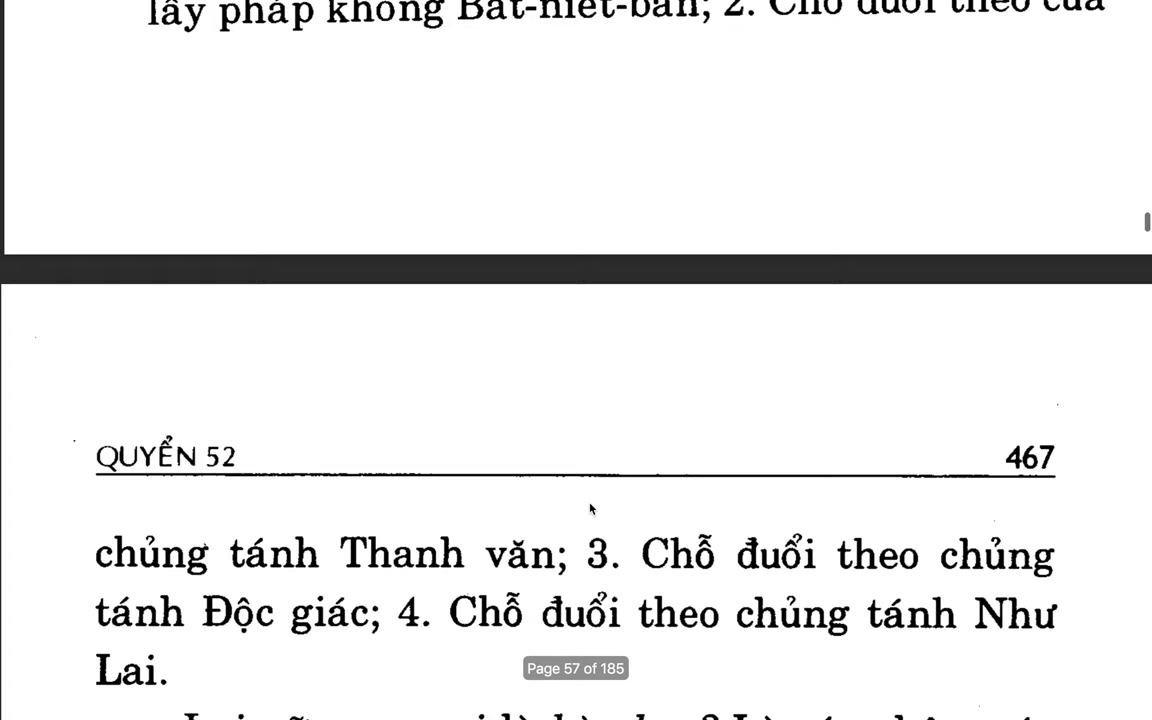 lấy pháp không Bát-niết-bàn; 2. Chỗ đuổi theo của
QUYỂN 52 467
chủng tánh Thanh văn; 3. Chỗ đuổi theo chủng
tánh Độc giác; 4. Chỗ đuổi theo chủng tánh Như
Lai.
Page 57 of 185